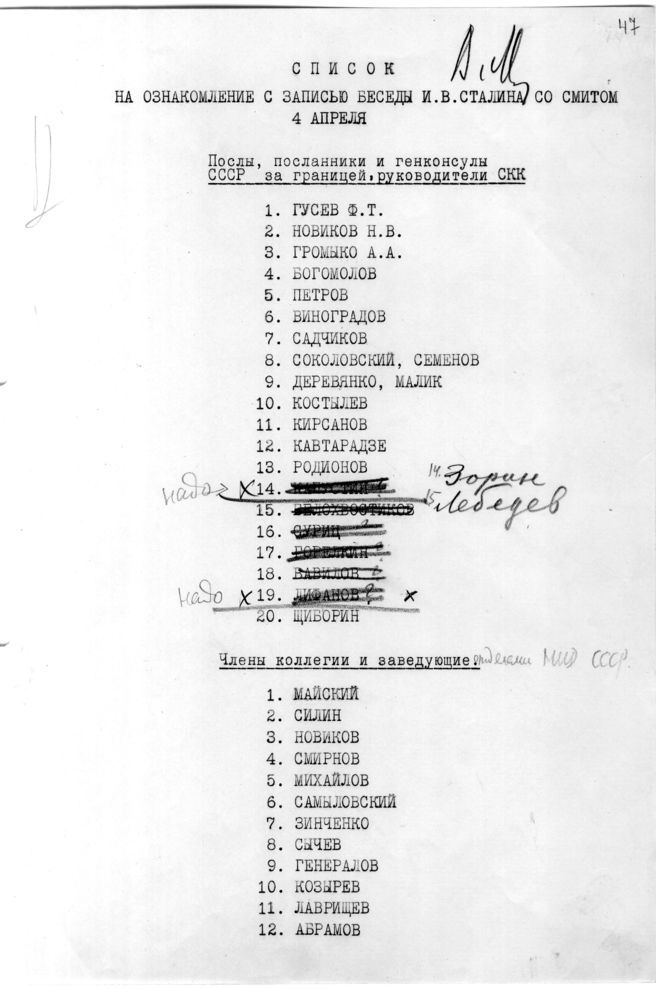 47
В.М
СПИСОК
НА ОЗНАКОМЛЕНИЕ С ЗАПИСЬЮ БЕСЕДЫ И.В.СТАЛИНА СО СМИТОМ
4 АПРЕЛЯ
Послы, посланники и генконсулы
СССР за границей, руководители СКК
1. ГУСЕВ Ф.Т.
2. НОВИКОВ Н.В.
3. ГРОМЫКО А.А.
4. БОГОМОЛОВ
5. ПЕТРОВ
6. ВИНОГРАДОВ
7. САДЧИКОВ
8. СОКОЛОВСКИЙ, СЕМЕНОВ
9. ДЕРЕВЯНКО, МАЛИК
10. КОСТЫЛЕВ
11. КИРСАНОВ
12. КАВТАРАДЗЕ
13. РОДИОНОВ
надо X 14. 14. Зорин
15. БЕЛОХВОСТИКОВ 15. Лебедев
16. СУРИЦ ?
17. ГОРЕЛКИН ?
18. ВАВИЛОВ ?
надо X 19. ЛИФАНОВ ? X
20. ЩИБОРИН
Члены коллегии и заведующие отделами МИД СССР.
1. МАЙСКИЙ
2. СИЛИН
3. НОВИКОВ
4. СМИРНОВ
5. МИХАЙЛОВ
6. САМЫЛОВСКИЙ
7. ЗИНЧЕНКО
8. СЫЧЕВ
9. ГЕНЕРАЛОВ
10. КОЗЫРЕВ
11. ЛАВРИЩЕВ
12. АБРАМОВ